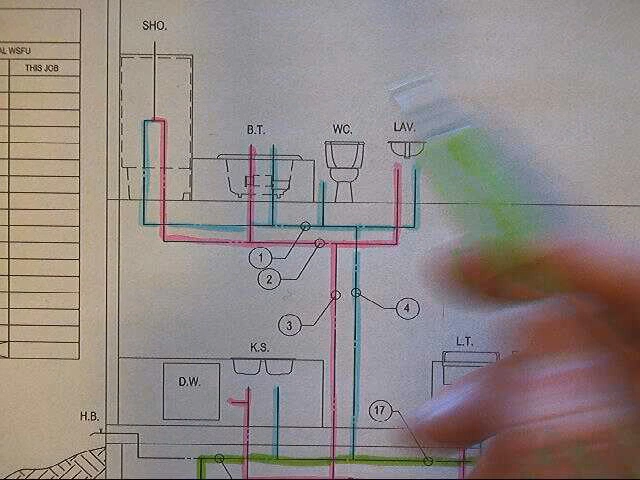 SHO.
AL WSFU
THIS JOB
B.T.
WC.
LAV.
1
2
3
4
K.S.
L.T.
D.W.
H.B.
17